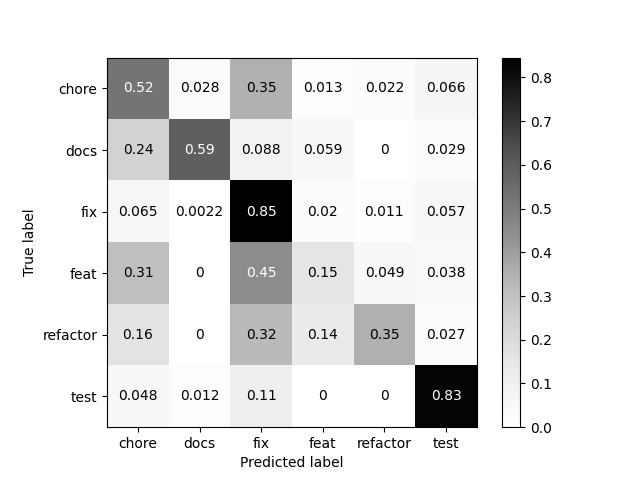 chore 0.52 0.028 0.35 0.013 0.022 0.066
docs 0.24 0.59 0.088 0.059 0 0.029
fix 0.065 0.0022 0.85 0.02 0.011 0.057
feat 0.31 0 0.45 0.15 0.049 0.038
refactor 0.16 0 0.32 0.14 0.35 0.027
test 0.048 0.012 0.11 0 0 0.83
chore docs fix feat refactor test
Predicted label
True label
0.8
0.7
0.6
0.5
0.4
0.3
0.2
0.1
0.0